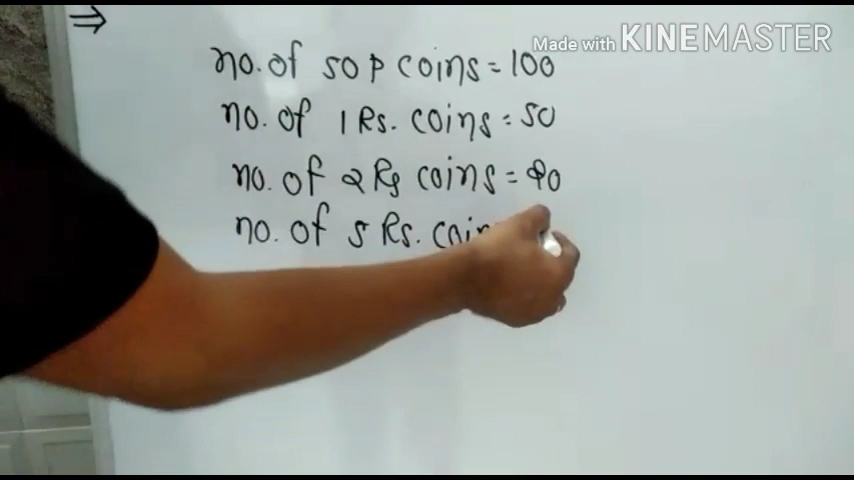 ⇒
Made with KINEMASTER
no. of 50 P coins = 100
no. of 1 Rs. coins = 50
no. of 2 Rs coins =
no. of 5 Rs.